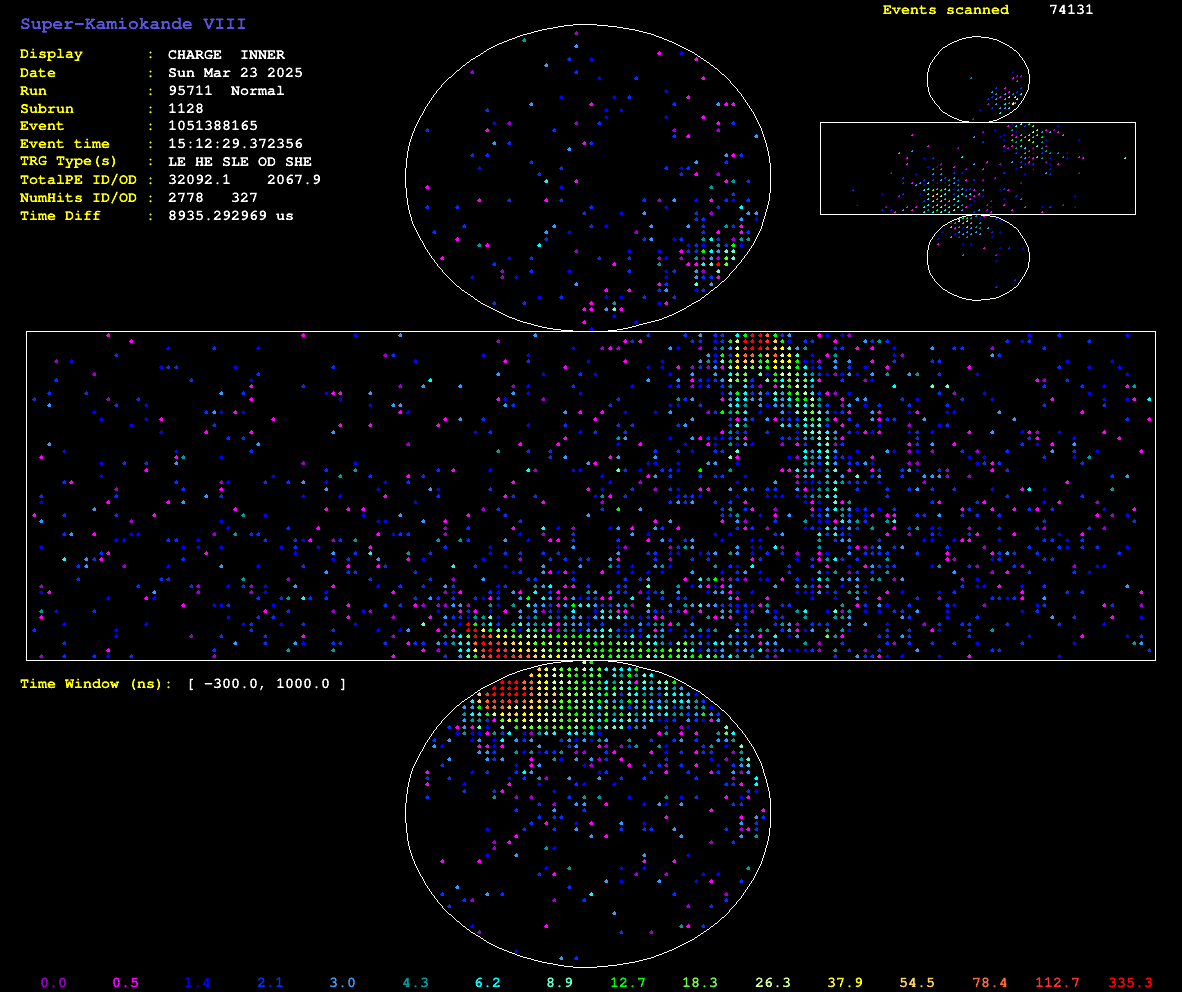 Super-Kamiokande VIII
Events scanned 74131
Display : CHARGE INNER
Date : Sun Mar 23 2025
Run : 95711 Normal
Subrun : 1128
Event : 1051388165
Event time : 15:12:29.372356
TRG Type(s) : LE HE SLE OD SHE
TotalPE ID/OD : 32092.1 2067.9
NumHits ID/OD : 2778 327
Time Diff : 8935.292969 us
Time Window (ns): [ -300.0, 1000.0 ]
0.0 0.5 1.4 2.1 3.0 4.3 6.2 8.9 12.7 18.3 26.3 37.9 54.5 78.4 112.7 335.3